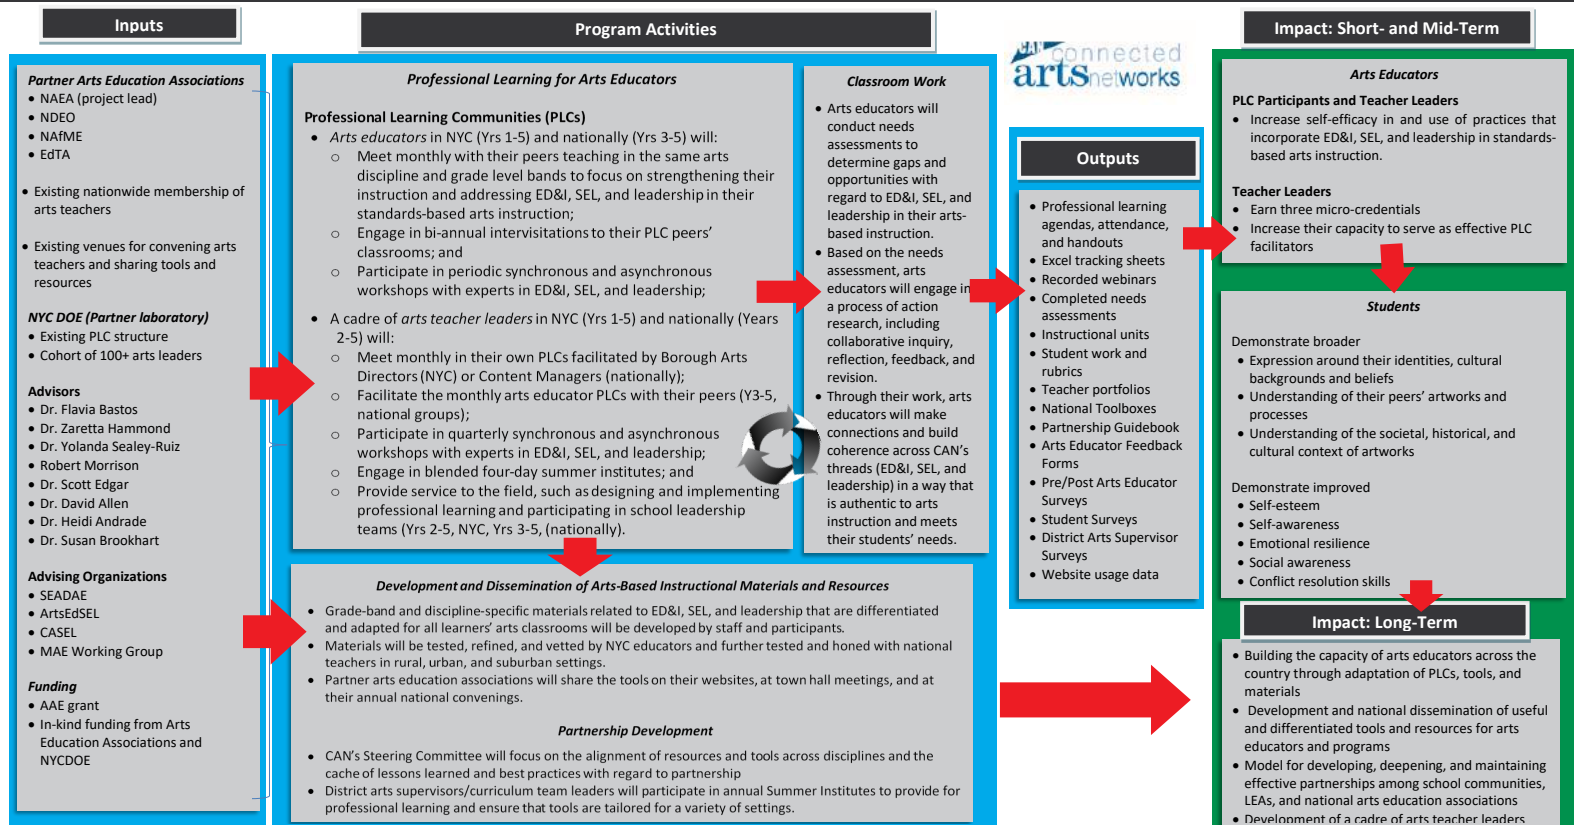 Inputs
Partner Arts Education Associations
• NAEA (project lead)
• NDEO
• NAfME
• EdTA
• Existing nationwide membership of
arts teachers
• Existing venues for convening arts
teachers and sharing tools and
resources
NYC DOE (Partner laboratory)
• Existing PLC structure
• Cohort of 100+ arts leaders
Advisors
• Dr. Flavia Bastos
• Dr. Zaretta Hammond
• Dr. Yolanda Sealey-Ruiz
• Robert Morrison
• Dr. Scott Edgar
• Dr. David Allen
• Dr. Heidi Andrade
• Dr. Susan Brookhart
Advising Organizations
• SEADAE
• ArtsEdSEL
• CASEL
• MAE Working Group
Funding
• AAE grant
• In-kind funding from Arts
Education Associations and
NYCDOE
Program Activities
Professional Learning for Arts Educators
Professional Learning Communities (PLCs)
• Arts educators in NYC (Yrs 1-5) and nationally (Yrs 3-5) will:
o Meet monthly with their peers teaching in the same arts
discipline and grade level bands to focus on strengthening their
instruction and addressing ED&I, SEL, and leadership in their
standards-based arts instruction;
o Engage in bi-annual intervisitations to their PLC peers'
classrooms; and
o Participate in periodic synchronous and asynchronous
workshops with experts in ED&I, SEL, and leadership;
• A cadre of arts teacher leaders in NYC (Yrs 1-5) and nationally (Years
2-5) will:
o Meet monthly in their own PLCs facilitated by Borough Arts
Directors (NYC) or Content Managers (nationally);
o Facilitate the monthly arts educator PLCs with their peers (Y3-5,
national groups);
o Participate in quarterly synchronous and asynchronous
workshops with experts in ED&I, SEL, and leadership;
o Engage in blended four-day summer institutes; and
o Provide service to the field, such as designing and implementing
professional learning and participating in school leadership
teams (Yrs 2-5, NYC, Yrs 3-5, (nationally).
Classroom Work
• Arts educators will
conduct needs
assessments to
determine gaps and
opportunities with
regard to ED&I, SEL, and
leadership in their arts-
based instruction.
• Based on the needs
assessment, arts
educators will engage in
a process of action
research, including
collaborative inquiry,
reflection, feedback, and
revision.
• Through their work, arts
educators will make
connections and build
coherence across CAN's
threads (ED&I, SEL, and
leadership) in a way that
is authentic to arts
instruction and meets
their students' needs.
Development and Dissemination of Arts-Based Instructional Materials and Resources
• Grade-band and discipline-specific materials related to ED&I, SEL, and leadership that are differentiated
and adapted for all learners' arts classrooms will be developed by staff and participants.
• Materials will be tested, refined, and vetted by NYC educators and further tested and honed with national
teachers in rural, urban, and suburban settings.
• Partner arts education associations will share the tools on their websites, at town hall meetings, and at
their annual national convenings.
Partnership Development
• CAN's Steering Committee will focus on the alignment of resources and tools across disciplines and the
cache of lessons learned and best practices with regard to partnership
• District arts supervisors/curriculum team leaders will participate in annual Summer Institutes to provide for
professional learning and ensure that tools are tailored for a variety of settings.
CAN connected
artsnetworks
Outputs
• Professional learning
agendas, attendance,
and handouts
• Excel tracking sheets
• Recorded webinars
• Completed needs
assessments
• Instructional units
• Student work and
rubrics
• Teacher portfolios
• National Toolboxes
• Partnership Guidebook
• Arts Educator Feedback
Forms
• Pre/Post Arts Educator
Surveys
• Student Surveys
• District Arts Supervisor
Surveys
• Website usage data
Impact: Short- and Mid-Term
Arts Educators
PLC Participants and Teacher Leaders
• Increase self-efficacy in and use of practices that
incorporate ED&I, SEL, and leadership in standards-
based arts instruction.
Teacher Leaders
• Earn three micro-credentials
• Increase their capacity to serve as effective PLC
facilitators
Students
Demonstrate broader
• Expression around their identities, cultural
backgrounds and beliefs
• Understanding of their peers' artworks and
processes
• Understanding of the societal, historical, and
cultural context of artworks
Demonstrate improved
• Self-esteem
• Self-awareness
• Emotional resilience
• Social awareness
• Conflict resolution skills
Impact: Long-Term
• Building the capacity of arts educators across the
country through adaptation of PLCs, tools, and
materials
• Development and national dissemination of useful
and differentiated tools and resources for arts
educators and programs
• Model for developing, deepening, and maintaining
effective partnerships among school communities,
LEAs, and national arts education associations
• Development of a cadre of arts teacher leaders